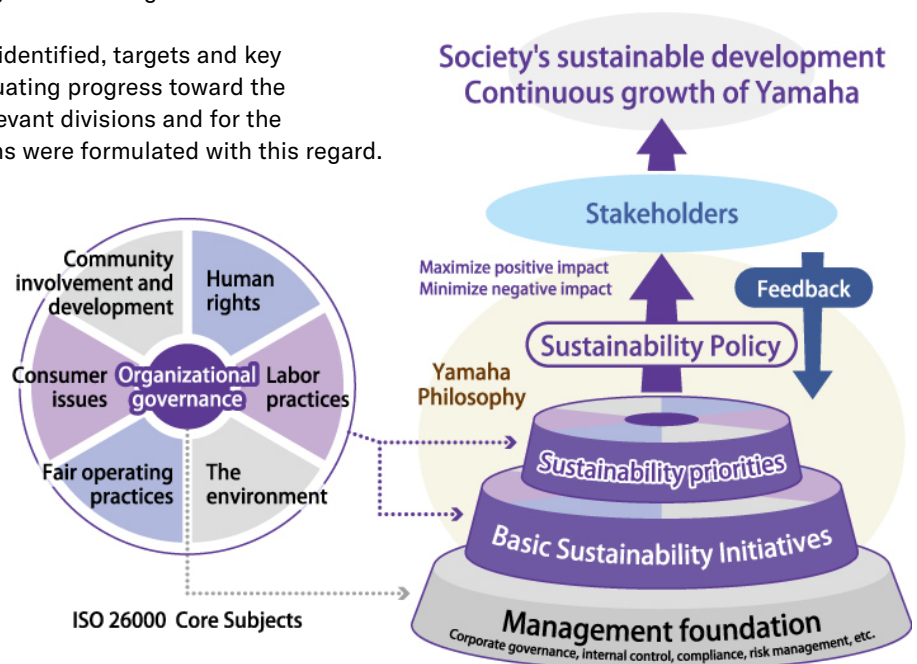 identified, targets and key
uating progress toward the
evant divisions and for the
ns were formulated with this regard.
Society's sustainable development
Continuous growth of Yamaha
Stakeholders
Maximize positive impact
Minimize negative impact
Feedback
Sustainability Policy
Yamaha
Philosophy
Sustainability priorities
Basic Sustainability Initiatives
Management foundation
Corporate governance, internal control, compliance, risk management, etc.
Community
involvement and
development
Human
rights
Consumer
issues
Organizational
governance
Labor
practices
Fair operating
practices
The
environment
ISO 26000 Core Subjects